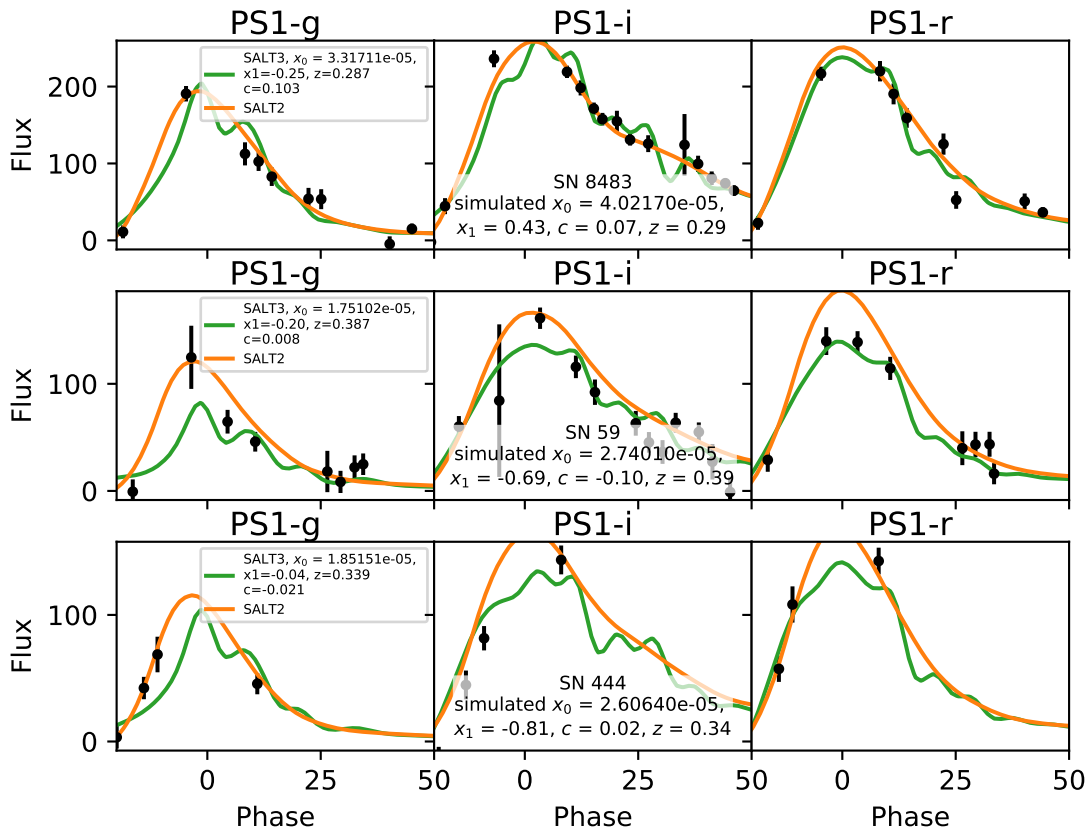 PS1-g PS1-i PS1-r
Flux
200
100
0
SALT3, x₀ = 3.31711e-05,
x1=-0.25, z=0.287
c=0.103
SALT2
SN 8483
simulated x₀ = 4.02170e-05,
x₁ = 0.43, c = 0.07, z = 0.29
PS1-g PS1-i PS1-r
Flux
100
0
SALT3, x₀ = 1.75102e-05,
x1=-0.20, z=0.387
c=0.008
SALT2
SN 59
simulated x₀ = 2.74010e-05,
x₁ = -0.69, c = -0.10, z = 0.39
PS1-g PS1-i PS1-r
Flux
100
0
SALT3, x₀ = 1.85151e-05,
x1=-0.04, z=0.339
c=-0.021
SALT2
SN 444
simulated x₀ = 2.60640e-05,
x₁ = -0.81, c = 0.02, z = 0.34
0 25 50 0 25 50 0 25 50
Phase Phase Phase